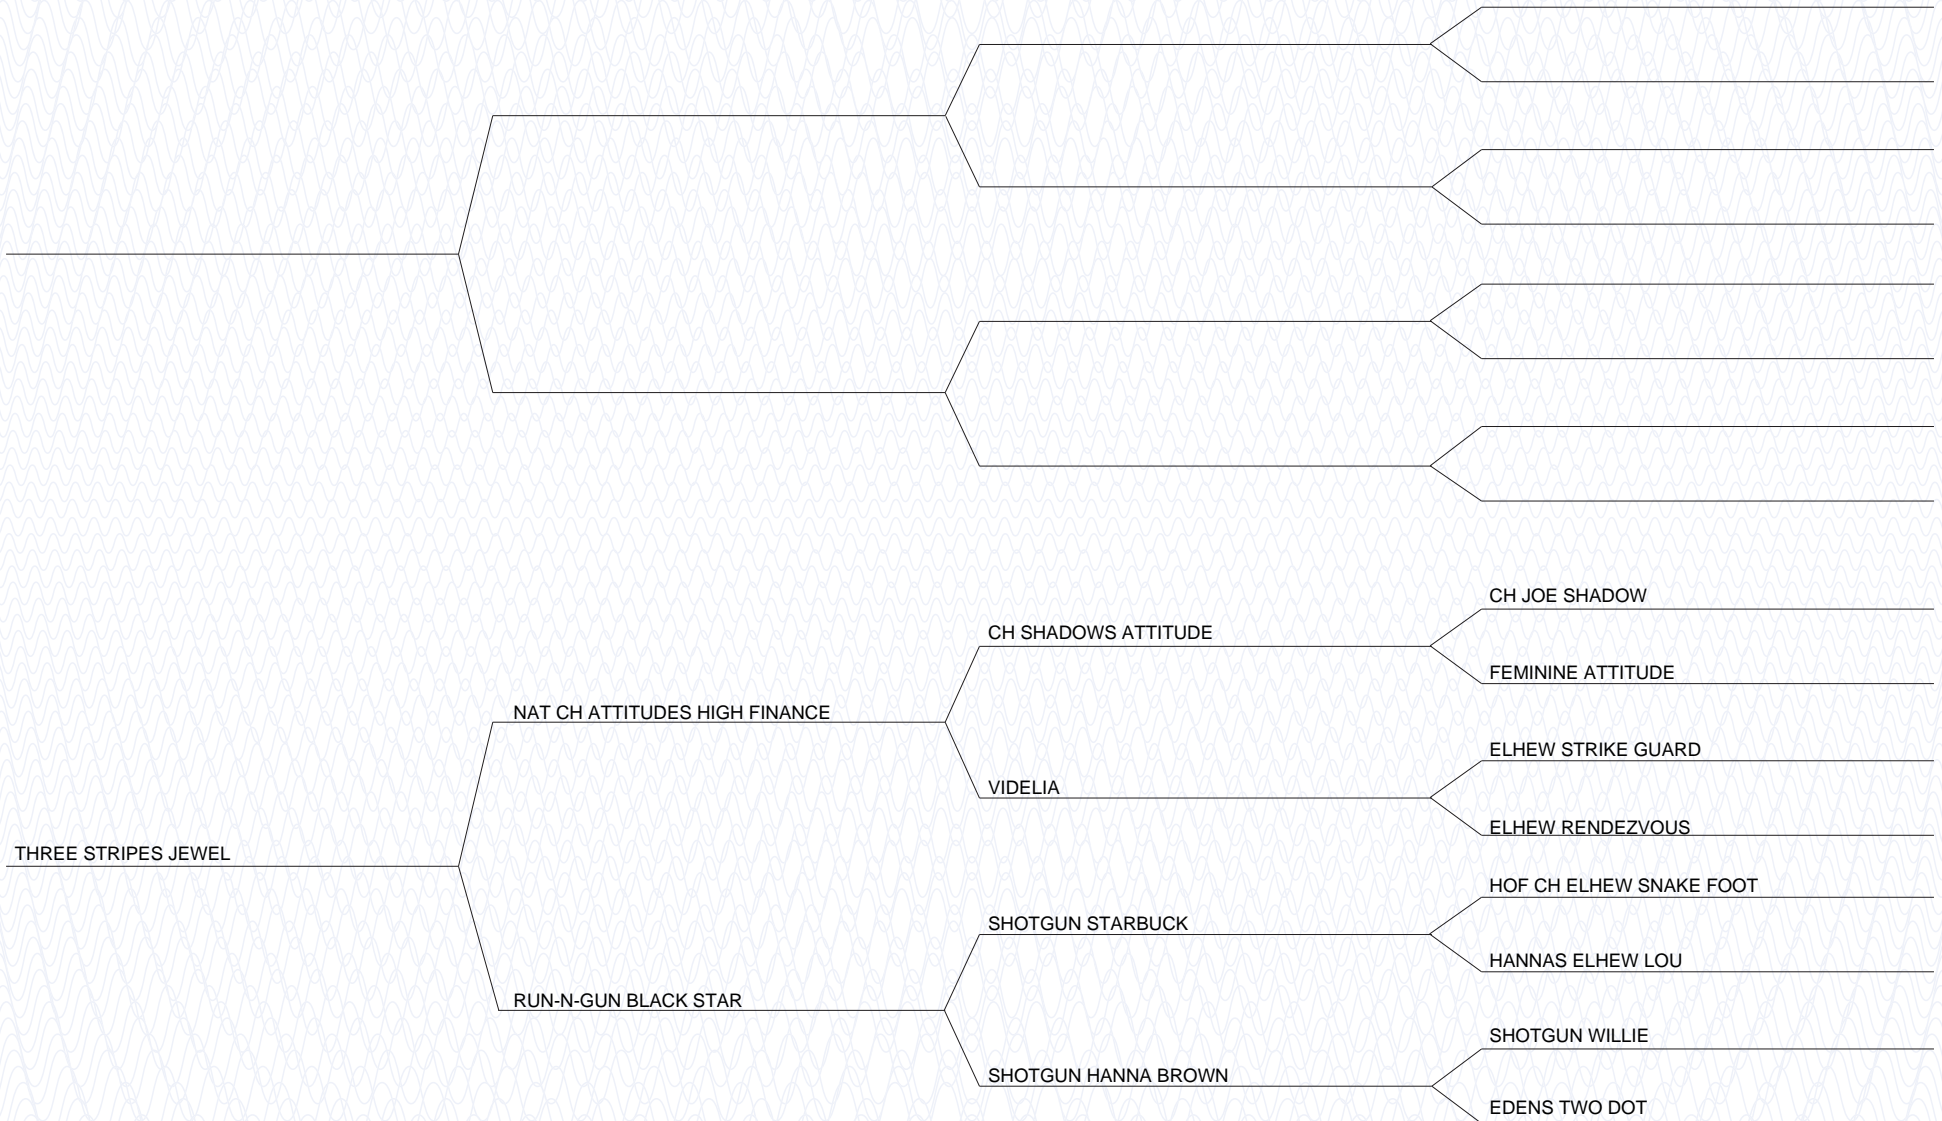 CH JOE SHADOW
CH SHADOWS ATTITUDE
FEMININE ATTITUDE
NAT CH ATTITUDES HIGH FINANCE
ELHEW STRIKE GUARD
VIDELIA
ELHEW RENDEZVOUS
THREE STRIPES JEWEL
HOF CH ELHEW SNAKE FOOT
SHOTGUN STARBUCK
HANNAS ELHEW LOU
RUN-N-GUN BLACK STAR
SHOTGUN WILLIE
SHOTGUN HANNA BROWN
EDENS TWO DOT